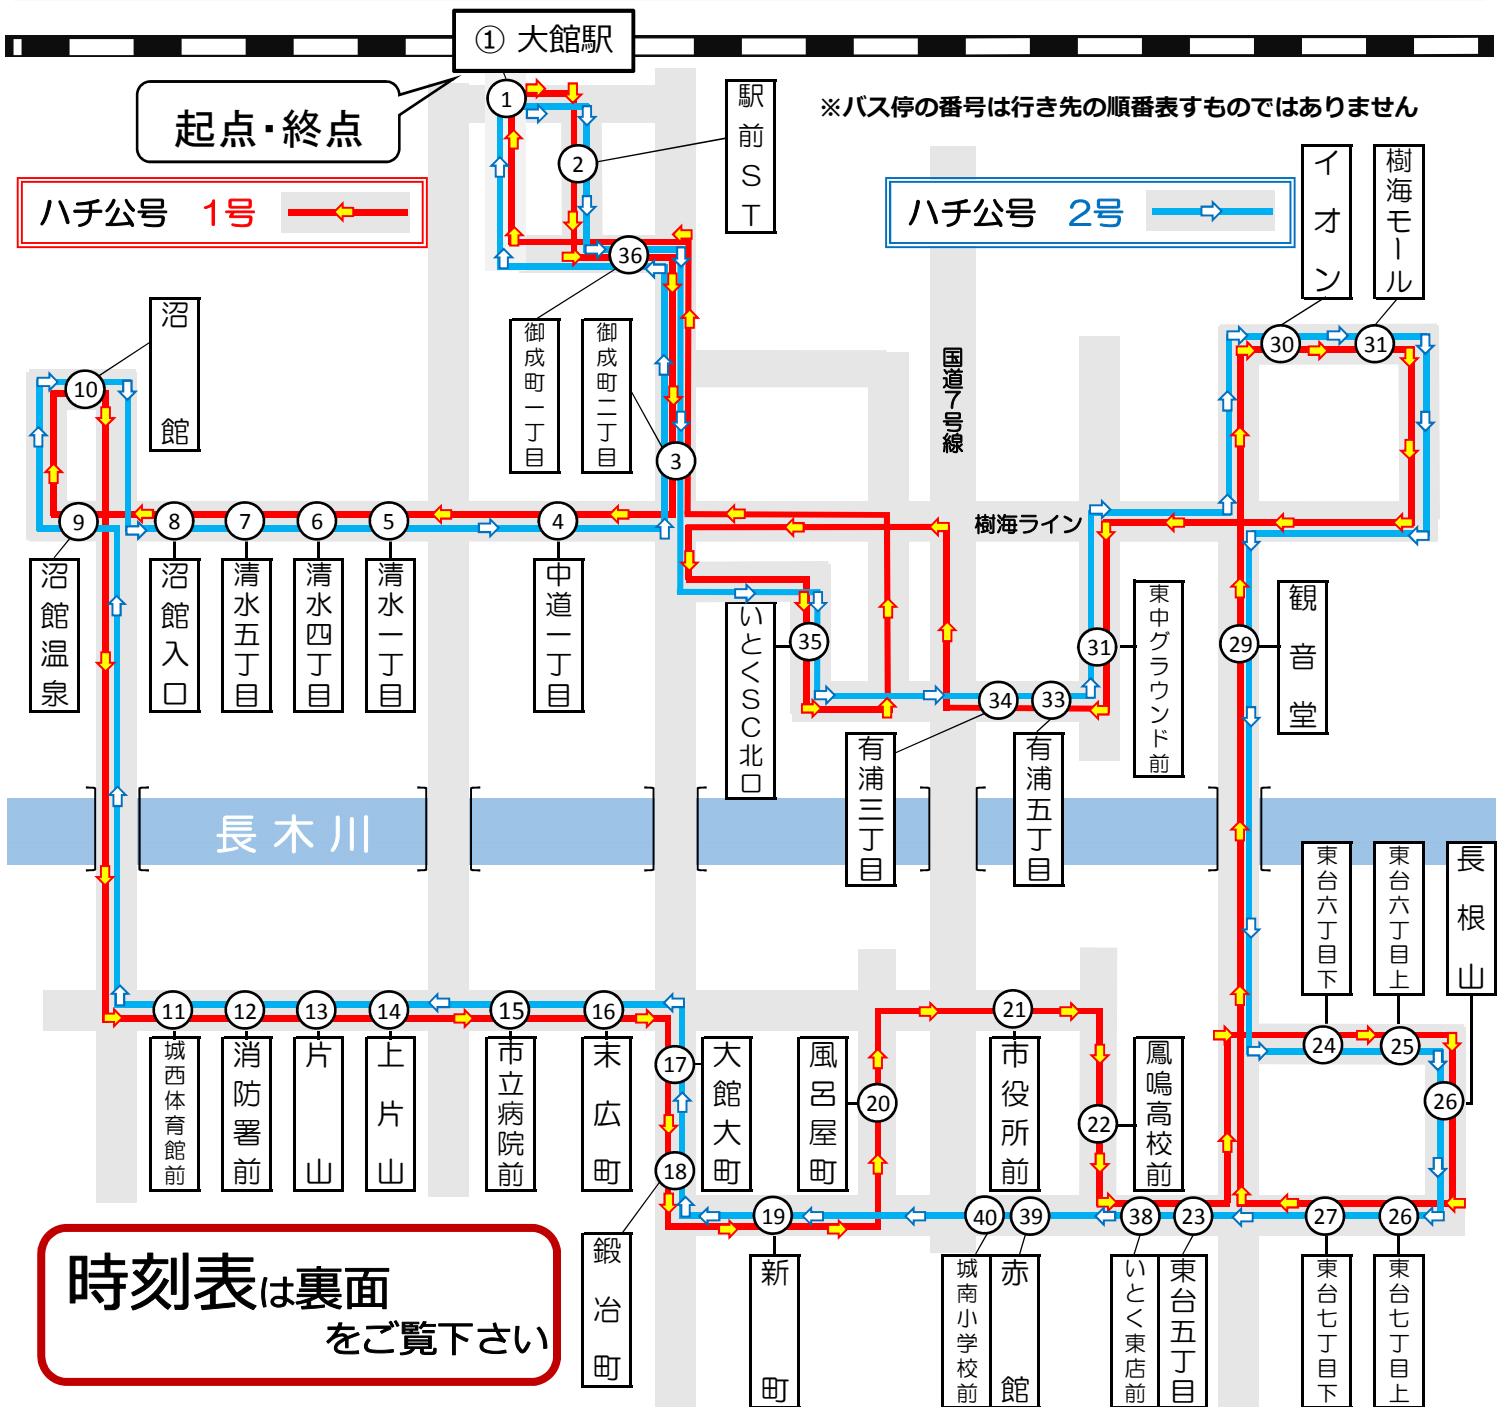 ① 大館駅
起点・終点
※バス停の番号は行き先の順番表すものではありません
ハチ公号 1号
ハチ公号 2号
1
2
駅前ST
36
御成町一丁目
御成町二丁目
3
国道7号線
樹海ライン
イオン
樹海モール
30
31
沼館
10
9
8
7
6
5
4
沼館温泉
沼館入口
清水五丁目
清水四丁目
清水一丁目
中道一丁目
いとくSC北口
35
有浦三丁目
34
33
有浦五丁目
31
東中グラウンド前
29
観音堂
長木川
東台六丁目下
東台六丁目上
長根山
24
25
26
11
12
13
14
15
16
城西体育館前
消防署前
片山
上片山
市立病院前
末広町
17
大館大町
18
風呂屋町
20
21
市役所前
22
鳳鳴高校前
19
40
39
38
23
27
26
鍛冶町
新町
城南小学校前
赤館
いとく東店前
東台五丁目
東台七丁目下
東台七丁目上
時刻表は裏面
をご覧下さい